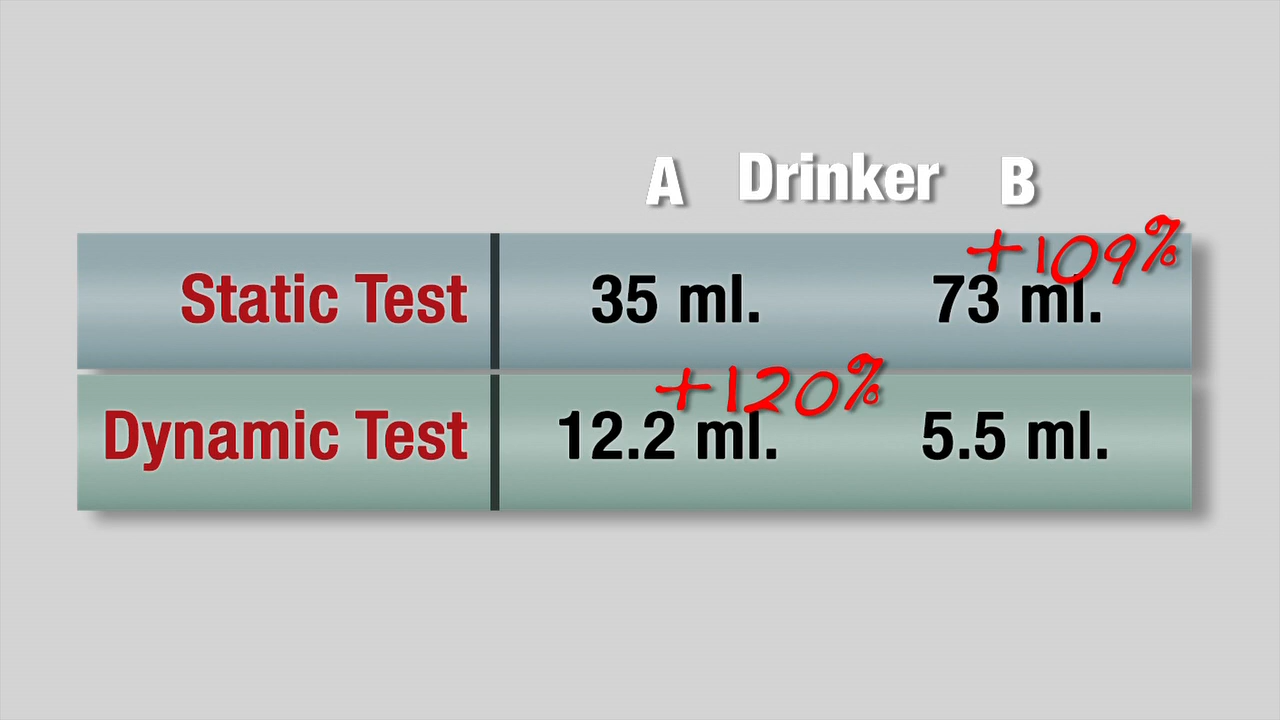 A Drinker B
+109%
Static Test 35 ml. 73 ml.
+120%
Dynamic Test 12.2 ml. 5.5 ml.